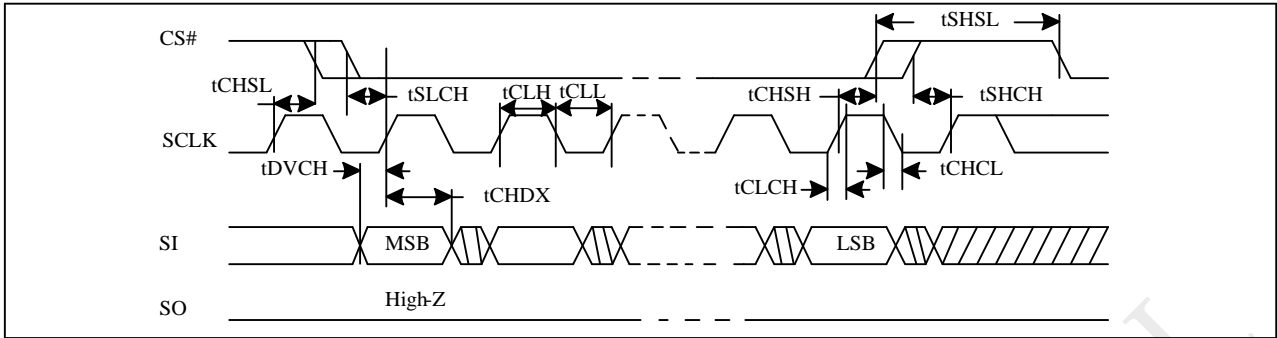 tSHSL
CS#
tCHSL
tSLCH
tCLH
tCLL
tCHSH
tSHCH
SCLK
tDVCH
tCHDX
tCLCH
tCHCL
SI
MSB
LSB
High-Z
SO